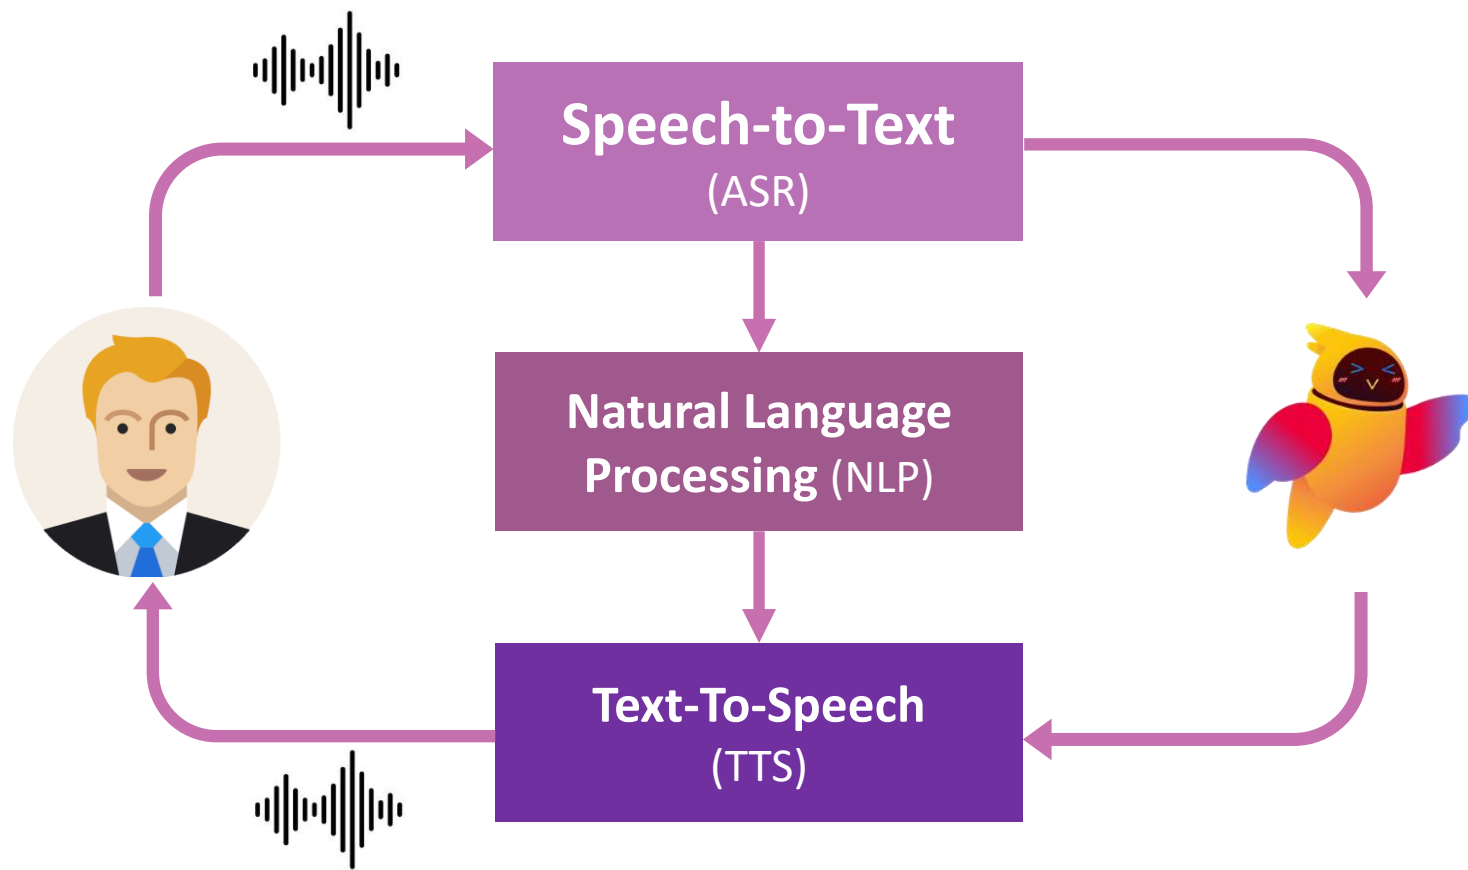 Speech-to-Text
(ASR)
Natural Language
Processing (NLP)
Text-To-Speech
(TTS)